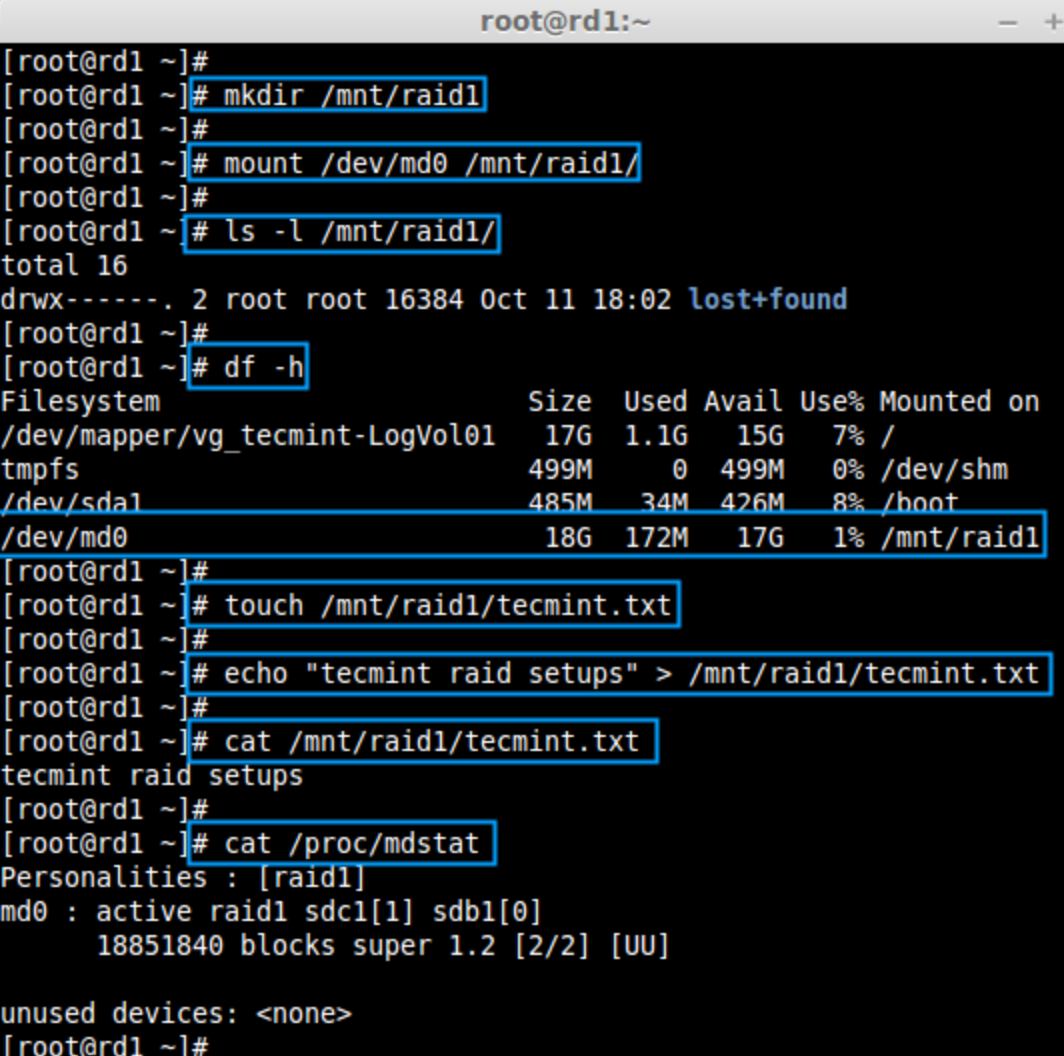 root@rd1:~
[root@rd1 ~]#
[root@rd1 ~]# mkdir /mnt/raid1
[root@rd1 ~]#
[root@rd1 ~]# mount /dev/md0 /mnt/raid1/
[root@rd1 ~]#
[root@rd1 ~]# ls -l /mnt/raid1/
total 16
drwx------. 2 root root 16384 Oct 11 18:02 lost+found
[root@rd1 ~]#
[root@rd1 ~]# df -h
Filesystem                       Size  Used Avail Use% Mounted on
/dev/mapper/vg_tecmint-LogVol01   17G  1.1G   15G   7% /
tmpfs                            499M     0  499M   0% /dev/shm
/dev/sda1                        485M   34M  426M   8% /boot
/dev/md0                          18G  172M   17G   1% /mnt/raid1
[root@rd1 ~]#
[root@rd1 ~]# touch /mnt/raid1/tecmint.txt
[root@rd1 ~]#
[root@rd1 ~]# echo "tecmint raid setups" > /mnt/raid1/tecmint.txt
[root@rd1 ~]#
[root@rd1 ~]# cat /mnt/raid1/tecmint.txt
tecmint raid setups
[root@rd1 ~]#
[root@rd1 ~]# cat /proc/mdstat
Personalities : [raid1]
md0 : active raid1 sdc1[1] sdb1[0]
      18851840 blocks super 1.2 [2/2] [UU]

unused devices: <none>
[root@rd1 ~]#